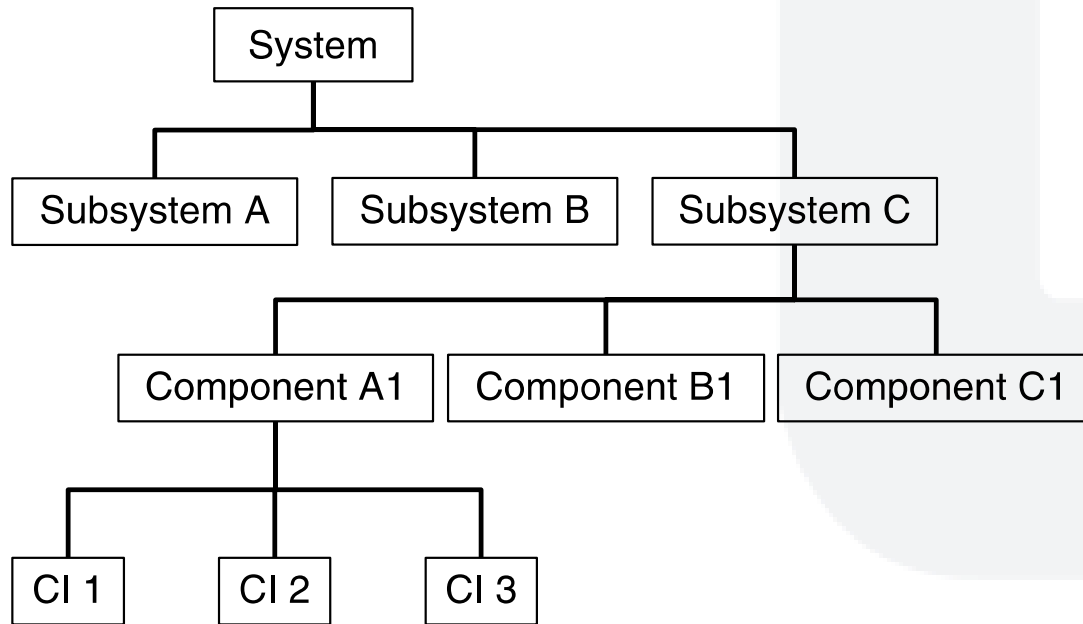 System
Subsystem A
Subsystem B
Subsystem C
Component A1
Component B1
Component C1
CI 1
CI 2
CI 3